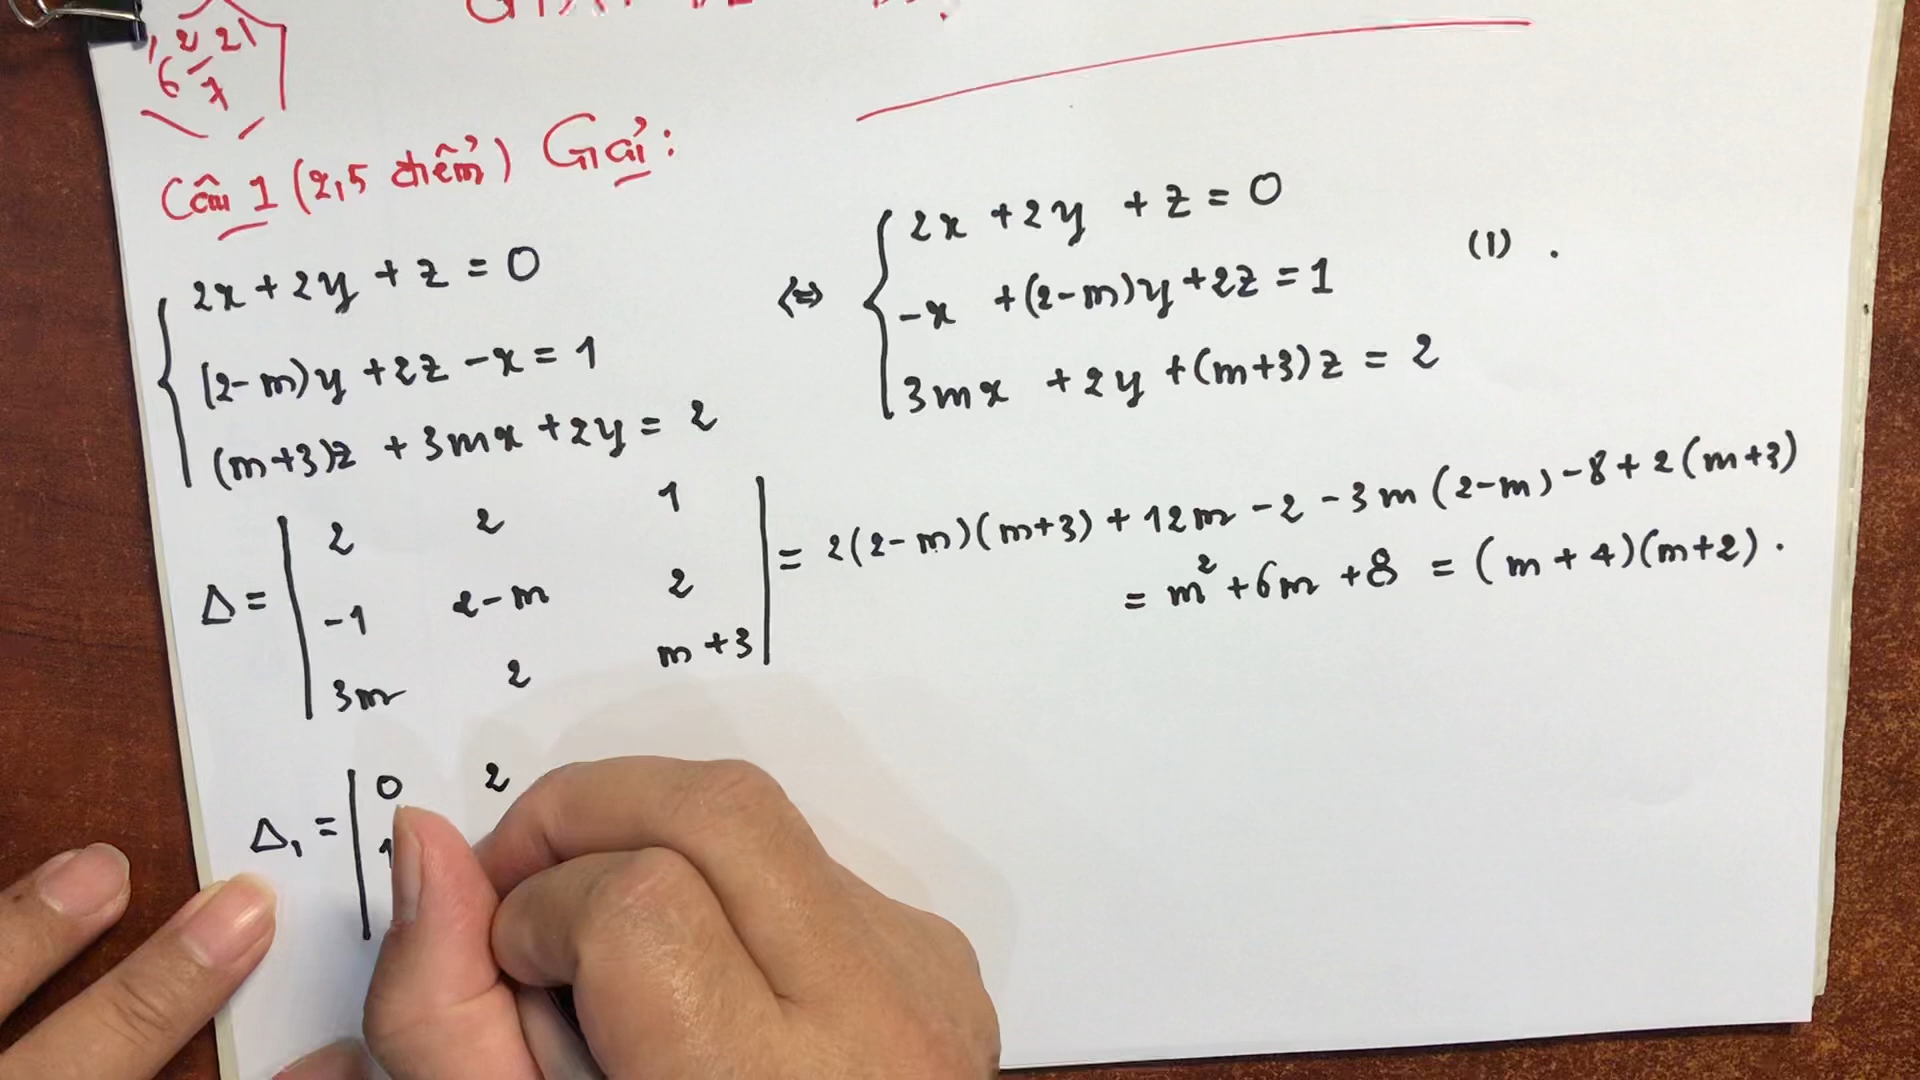 Câu 1 (2,5 điểm) Giải:
2x + 2y + z = 0
(2-m)y + 2z - x = 1
(m+3)z + 3mx + 2y = 2
<=>
2x + 2y + z = 0
-x + (2-m)y + 2z = 1
3mx + 2y + (m+3)z = 2
(1) .
Δ = | 2 2 1 |
-1 2-m 2
3m 2 m+3
= 2(2-m)(m+3) + 12m - 2 - 3m(2-m) - 8 + 2(m+3)
= m² + 6m + 8 = (m + 4)(m+2) .
Δ₁ = | 0 2
1